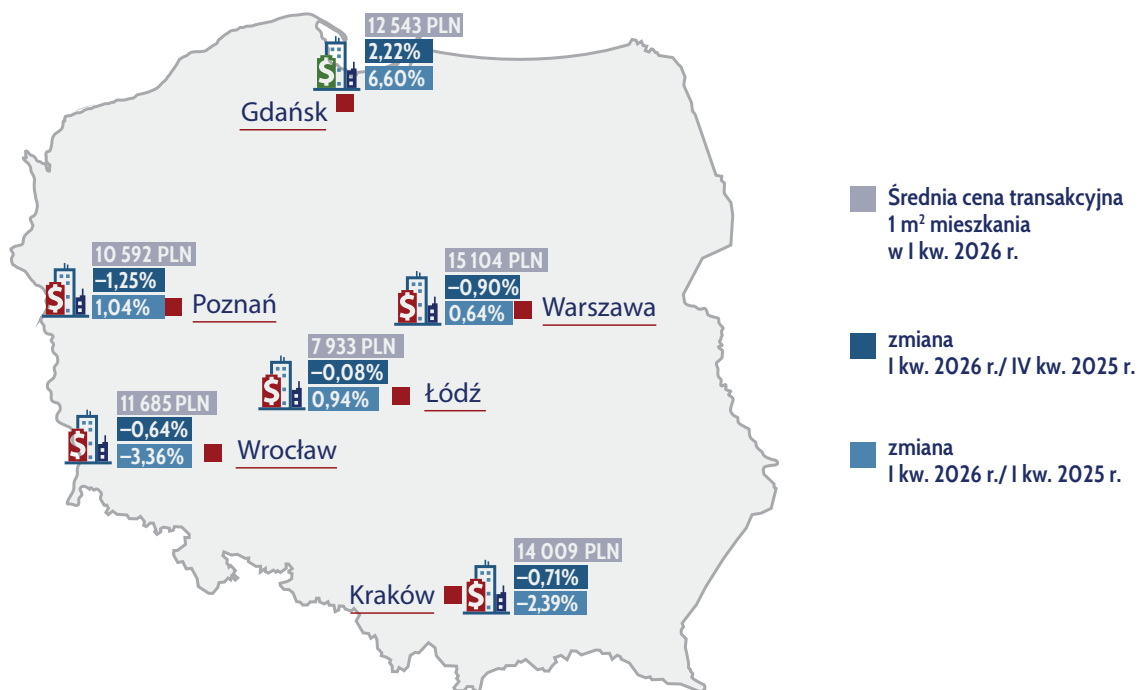 12 543 PLN
2,22%
6,60%
Gdańsk
10 592 PLN
–1,25%
1,04%
Poznań
15 104 PLN
–0,90%
0,64%
Warszawa
7 933 PLN
–0,08%
0,94%
Łódź
11 685 PLN
–0,64%
–3,36%
Wrocław
14 009 PLN
–0,71%
–2,39%
Kraków
Średnia cena transakcyjna
1 m² mieszkania
w I kw. 2026 r.
zmiana
I kw. 2026 r./ IV kw. 2025 r.
zmiana
I kw. 2026 r./ I kw. 2025 r.